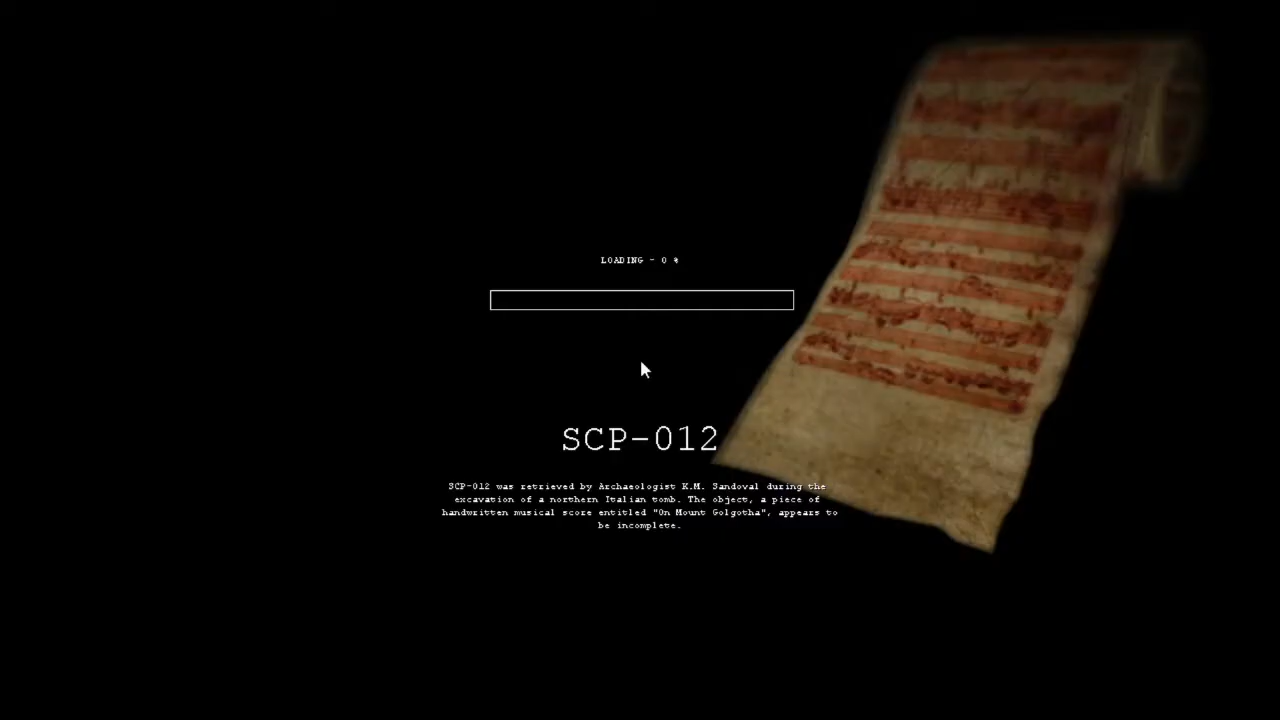 LOADING - 0 %
SCP-012
SCP-012 was retrieved by Archaeologist K.M. Sandoval during the
excavation of a northern Italian tomb. The object, a piece of
handwritten musical score entitled "On Mount Golgotha", appears to
be incomplete.